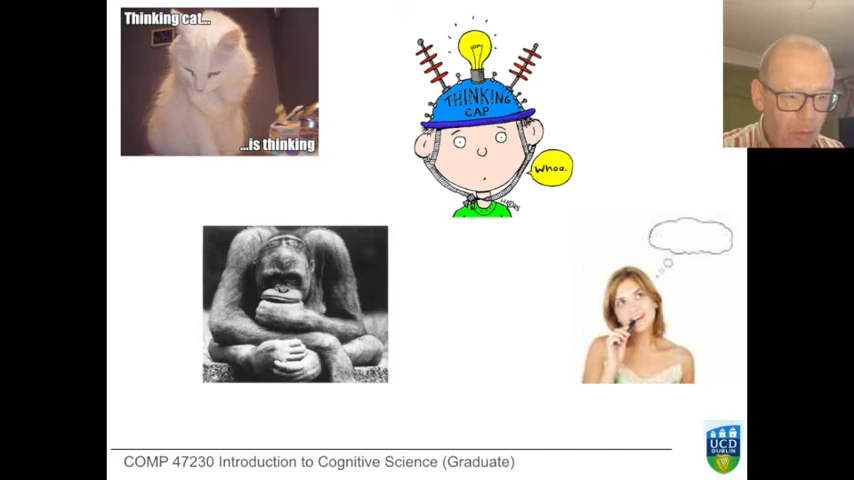 Thinking cat...
...is thinking
THINKING
CAP
Whoa.
COMP 47230 Introduction to Cognitive Science (Graduate)
UCD
DUBLIN